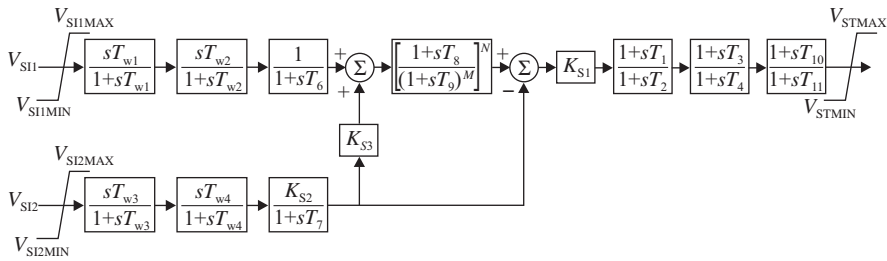 V_SI1MAX
V_SI1
V_SI1MIN
sT_w1
1+sT_w1
sT_w2
1+sT_w2
1
1+sT_6
+
Σ
+
[1+sT_8
(1+sT_9)^M]^N
+
Σ
−
K_S1
1+sT_1
1+sT_2
1+sT_3
1+sT_4
1+sT_10
1+sT_11
V_STMAX
V_STMIN
K_S3
V_SI2MAX
V_SI2
V_SI2MIN
sT_w3
1+sT_w3
sT_w4
1+sT_w4
K_S2
1+sT_7